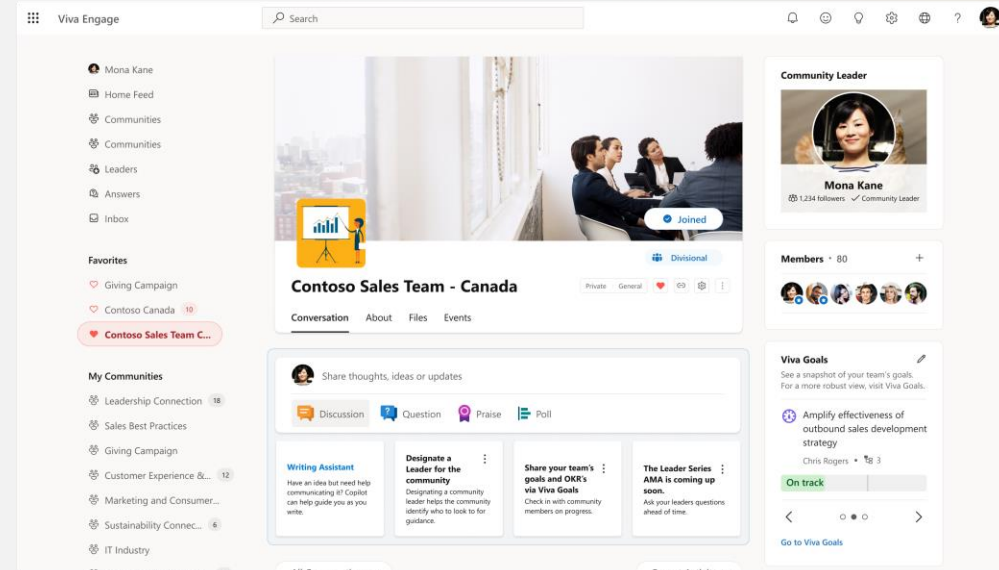 Viva Engage
Search
?
Mona Kane
Home Feed
Communities
Communities
Leaders
Answers
Inbox
Favorites
Giving Campaign
Contoso Canada 10
Contoso Sales Team C...
My Communities
Leadership Connection 18
Sales Best Practices
Giving Campaign
Customer Experience &... 12
Marketing and Consumer...
Sustainability Connec... 6
IT Industry
Joined
Divisional
Contoso Sales Team - Canada
Private General
Conversation About Files Events
Share thoughts, ideas or updates
Discussion Question Praise Poll
Writing Assistant
Have an idea but need help
communicating it? Copilot
can help guide you as you
write.
Designate a
Leader for the
community
Designating a community
leader helps the community
identify who to look to for
guidance.
Share your team's
goals and OKR's
via Viva Goals
Check in with community
members on progress.
The Leader Series
AMA is coming up
soon.
Ask your leaders questions
ahead of time.
Community Leader
Mona Kane
1,234 followers Community Leader
Members • 80
Viva Goals
See a snapshot of your team's goals.
For a more robust view, visit Viva Goals.
Amplify effectiveness of
outbound sales development
strategy
Chris Rogers • 3
On track
Go to Viva Goals